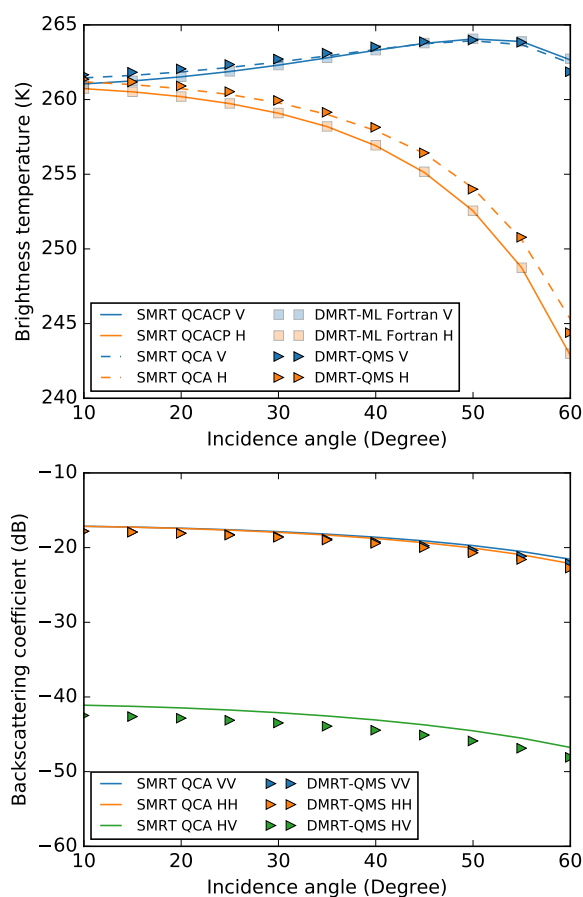 265
260
255
250
245
240
Brightness temperature (K)
SMRT QCACP V
SMRT QCACP H
SMRT QCA V
SMRT QCA H
DMRT-ML Fortran V
DMRT-ML Fortran H
DMRT-QMS V
DMRT-QMS H
10 20 30 40 50 60
Incidence angle (Degree)
−10
−20
−30
−40
−50
−60
Backscattering coefficient (dB)
SMRT QCA VV
SMRT QCA HH
SMRT QCA HV
DMRT-QMS VV
DMRT-QMS HH
DMRT-QMS HV
10 20 30 40 50 60
Incidence angle (Degree)